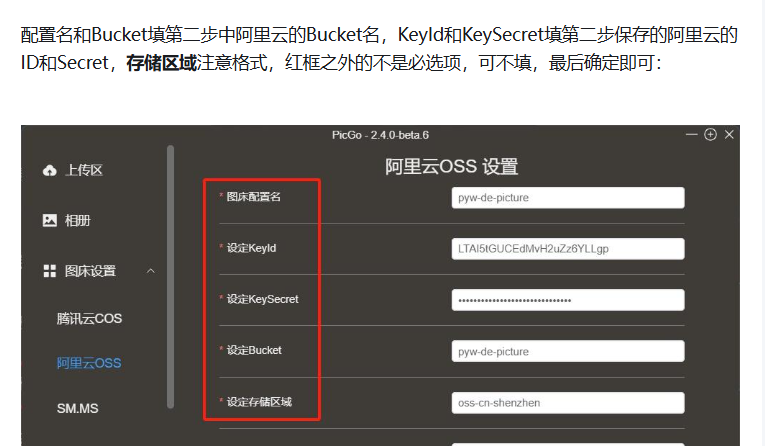 配置名和Bucket填第二步中阿里云的Bucket名，KeyId和KeySecret填第二步保存的阿里云的
ID和Secret，存储区域注意格式，红框之外的不是必选项，可不填，最后确定即可：
PicGo - 2.4.0-beta.6
上传区
阿里云OSS 设置
* 图床配置名
pyw-de-picture
相册
* 设定KeyId
LTAI5tGUCEdMvH2uZz6YLLgp
图床设置
* 设定KeySecret
••••••••••••••••••••••••••••••
腾讯云COS
* 设定Bucket
pyw-de-picture
阿里云OSS
* 设定存储区域
oss-cn-shenzhen
SM.MS